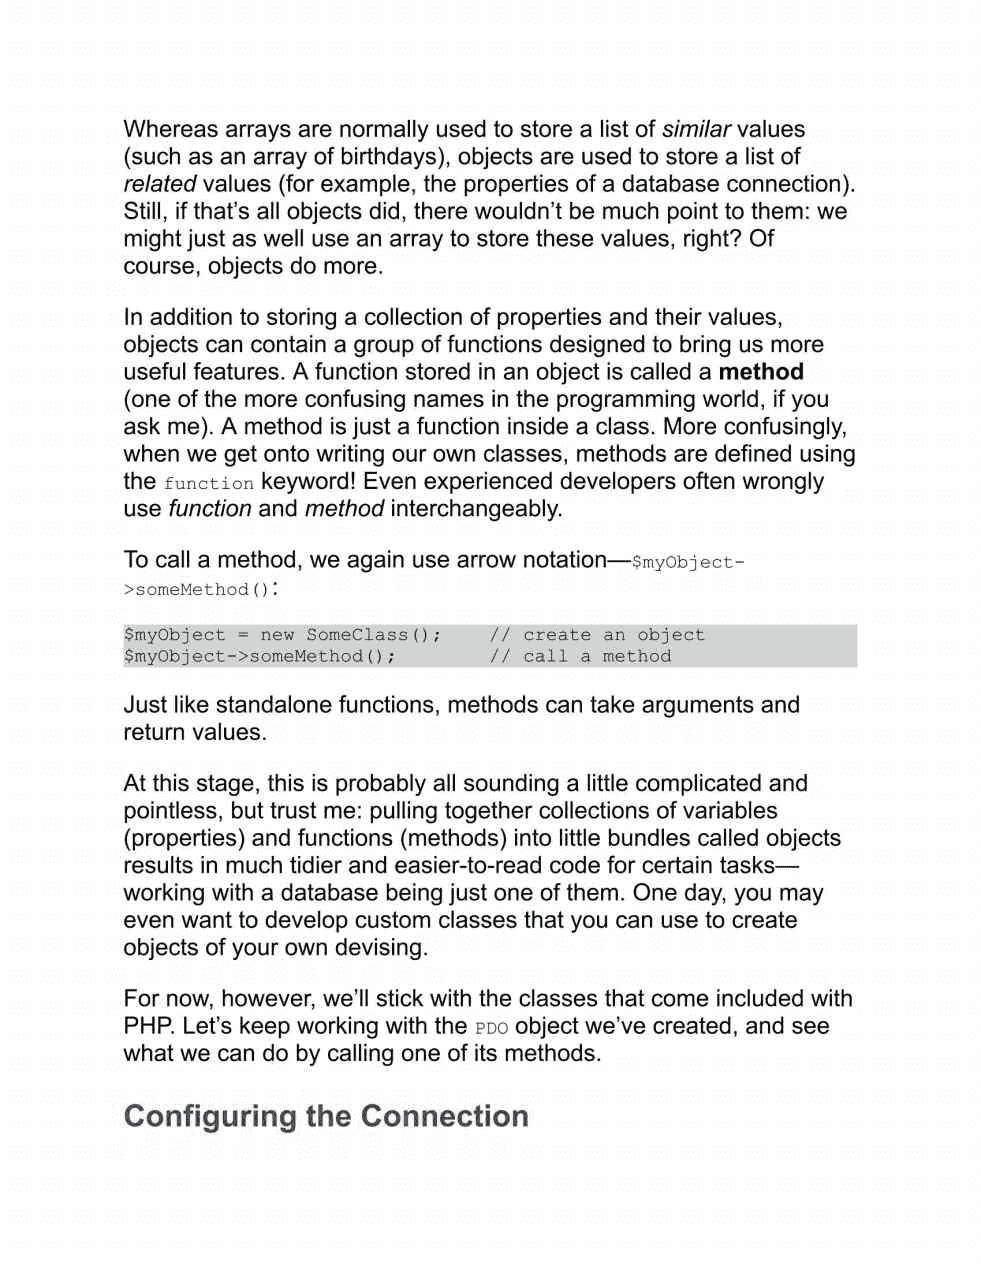 Whereas arrays are normally used to store a list of similar values
(such as an array of birthdays), objects are used to store a list of
related values (for example, the properties of a database connection).
Still, if that’s all objects did, there wouldn’t be much point to them: we
might just as well use an array to store these values, right? Of
course, objects do more.
In addition to storing a collection of properties and their values,
objects can contain a group of functions designed to bring us more
useful features. A function stored in an object is called a method
(one of the more confusing names in the programming world, if you
ask me). A method is just a function inside a class. More confusingly,
when we get onto writing our own classes, methods are defined using
the function keyword! Even experienced developers often wrongly
use function and method interchangeably.
To call a method, we again use arrow notation—$myObject-
>someMethod():
$myObject = new SomeClass();    // create an object
$myObject->someMethod();        // call a method
Just like standalone functions, methods can take arguments and
return values.
At this stage, this is probably all sounding a little complicated and
pointless, but trust me: pulling together collections of variables
(properties) and functions (methods) into little bundles called objects
results in much tidier and easier-to-read code for certain tasks—
working with a database being just one of them. One day, you may
even want to develop custom classes that you can use to create
objects of your own devising.
For now, however, we’ll stick with the classes that come included with
PHP. Let’s keep working with the PDO object we’ve created, and see
what we can do by calling one of its methods.
Configuring the Connection